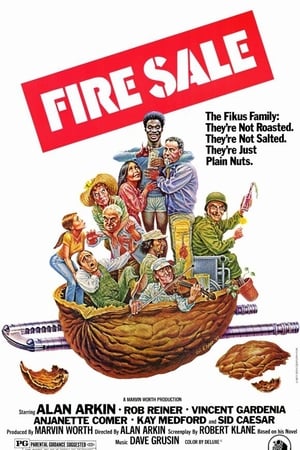 FIRE SALE
The Fikus Family:
They're Not Roasted.
They're Not Salted.
They're Just
Plain Nuts.
A MARVIN WORTH PRODUCTION
Starring ALAN ARKIN · ROB REINER · VINCENT GARDENIA
ANJANETTE COMER · KAY MEDFORD and SID CAESAR
Produced by MARVIN WORTH Directed by ALAN ARKIN Screenplay by ROBERT KLANE Based on his Novel
Music DAVE GRUSIN COLOR BY DELUXE®
PG PARENTAL GUIDANCE SUGGESTED